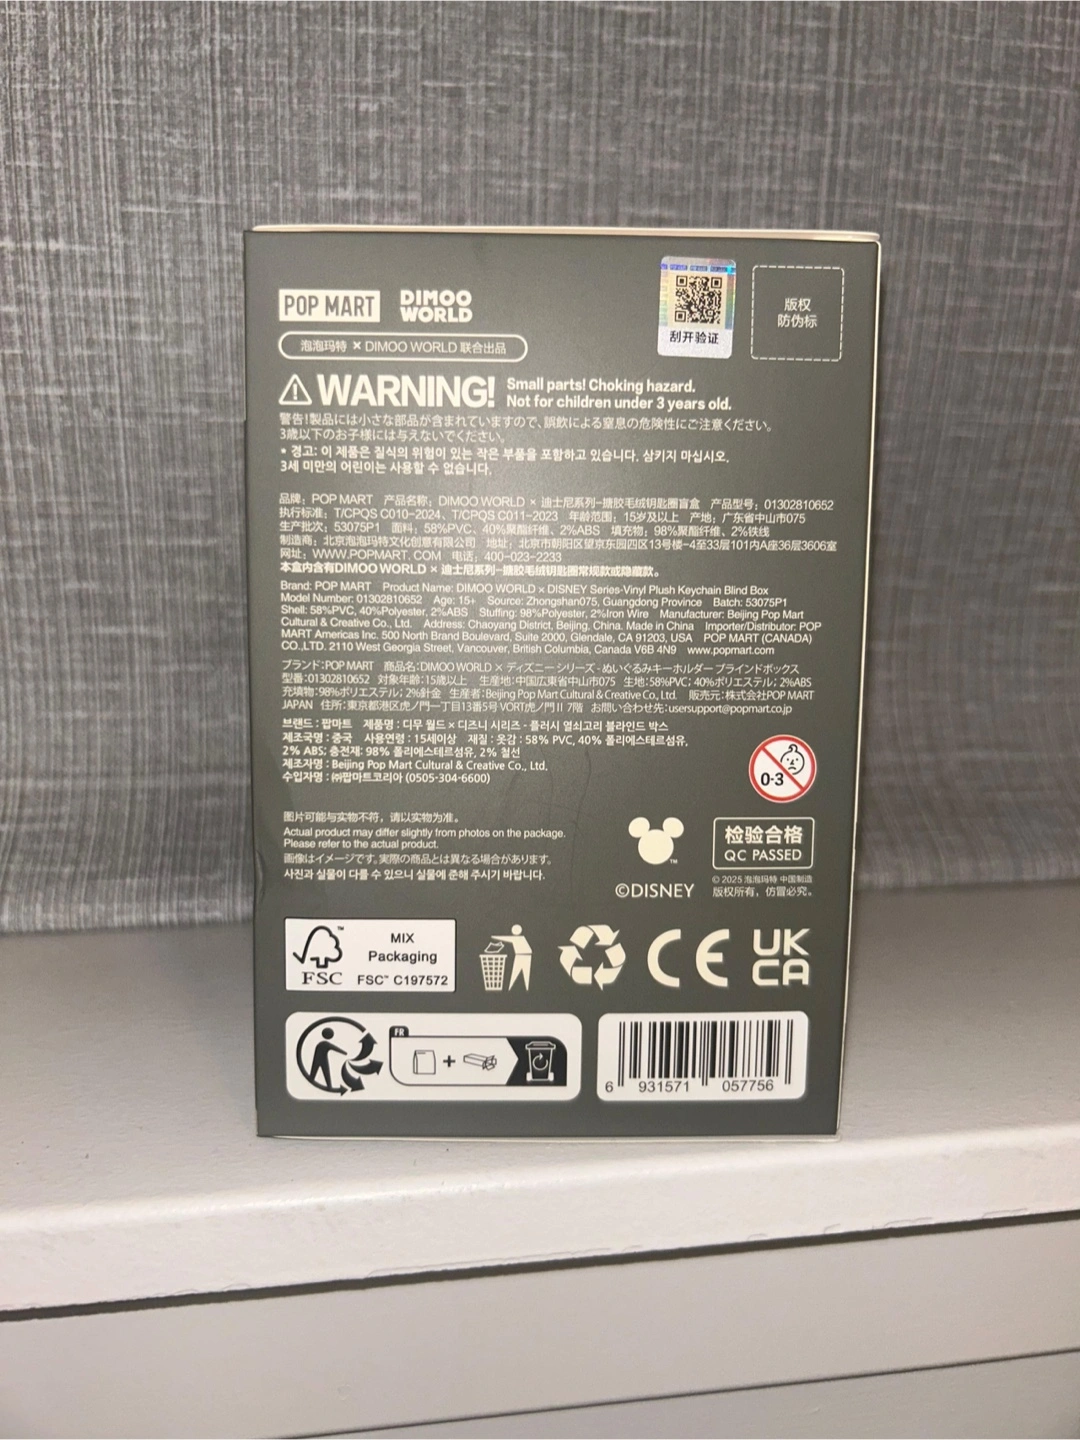 POP MART
DIMOO
WORLD
刮开验证
版权
防伪标
泡泡玛特 × DIMOO WORLD 联合出品
WARNING! Small parts! Choking hazard.
Not for children under 3 years old.
警告!製品には小さな部品が含まれていますので、誤飲による窒息の危険性にご注意ください。
3歳以下のお子様には与えないでください。
* 경고: 이 제품은 질식의 위험이 있는 작은 부품을 포함하고 있습니다. 삼키지 마십시오.
3세 미만의 어린이는 사용할 수 없습니다.
品牌: POP MART 产品名称: DIMOO WORLD × 迪士尼系列-搪胶毛绒钥匙圈盲盒 产品型号: 01302810652
执行标准: T/CPQS C010-2024、T/CPQS C011-2023 年龄范围: 15岁及以上 产地: 广东省中山市075
生产批次: 53075P1 面料: 58%PVC、40%聚酯纤维、2%ABS 填充物: 98%聚酯纤维、2%铁线
制造商: 北京泡泡玛特文化创意有限公司 地址: 北京市朝阳区望京东园四区13号楼-4至33层101内A座36层3606室
网址: WWW.POPMART.COM 电话: 400-023-2233
本盒内含有DIMOO WORLD × 迪士尼系列-搪胶毛绒钥匙圈常规款或隐藏款。
Brand: POP MART Product Name: DIMOO WORLD × DISNEY Series-Vinyl Plush Keychain Blind Box
Model Number: 01302810652 Age: 15+ Source: Zhongshan075, Guangdong Province Batch: 53075P1
Shell: 58%PVC, 40%Polyester, 2%ABS Stuffing: 98%Polyester, 2%Iron Wire Manufacturer: Beijing Pop Mart
Cultural & Creative Co., Ltd. Address: Chaoyang District, Beijing, China. Made in China Importer/Distributor: POP
MART Americas Inc. 500 North Brand Boulevard, Suite 2000, Glendale, CA 91203, USA POP MART (CANADA)
CO.,LTD. 2110 West Georgia Street, Vancouver, British Columbia, Canada V6B 4N9 www.popmart.com
ブランド:POP MART 商品名:DIMOO WORLD × ディズニー シリーズ - ぬいぐるみキーホルダー ブラインドボックス
型番:01302810652 対象年齢:15歳以上 生産地:中国広東省中山市075 生地:58%PVC; 40%ポリエステル; 2%ABS
充填物:98%ポリエステル; 2%針金 生産者:Beijing Pop Mart Cultural & Creative Co., Ltd. 販売元:株式会社POP MART
JAPAN 住所:東京都港区虎ノ門一丁目13番5号 VORT虎ノ門Ⅱ 7階 お問い合わせ先:usersupport@popmart.co.jp
브랜드 : 팝마트 제품명 : 디무 월드 × 디즈니 시리즈 - 플러시 열쇠고리 블라인드 박스
제조국명 : 중국 사용연령 : 15세이상 재질 : 옷감 : 58% PVC, 40% 폴리에스테르섬유,
2% ABS: 충전재: 98% 폴리에스테르섬유, 2% 철선
제조자명 : Beijing Pop Mart Cultural & Creative Co., Ltd.
수입자명 : ㈜팝마트코리아 (0505-304-6600)
0-3
图片可能与实物不符，请以实物为准。
Actual product may differ slightly from photos on the package.
Please refer to the actual product.
画像はイメージです。実際の商品とは異なる場合があります。
사진과 실물이 다를 수 있으니 실물에 준해 주시기 바랍니다.
TM
©DISNEY
检验合格
QC PASSED
© 2025 泡泡玛特 中国制造
版权所有，仿冒必究。
FSC
MIX
Packaging
FSC™ C197572
CE
UK
CA
FR
+
6 931571 057756